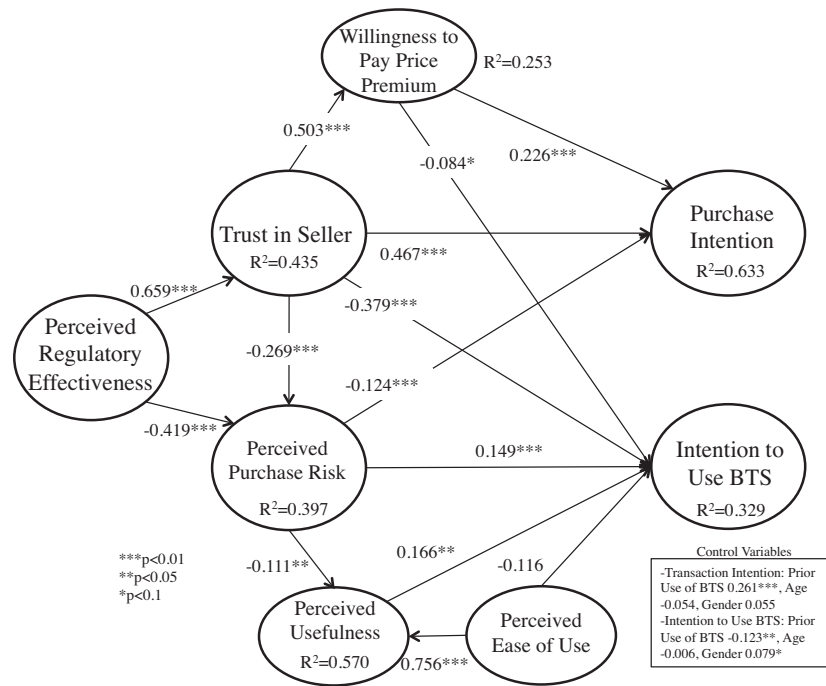 Willingness to
Pay Price
Premium
R²=0.253
0.503***
-0.084*
0.226***
Trust in Seller
R²=0.435
Purchase
Intention
R²=0.633
0.467***
0.659***
-0.379***
Perceived
Regulatory
Effectiveness
-0.269***
-0.124***
-0.419***
Perceived
Purchase Risk
R²=0.397
0.149***
Intention to
Use BTS
R²=0.329
***p<0.01
**p<0.05
*p<0.1
-0.111**
0.166**
-0.116
Perceived
Usefulness
R²=0.570
0.756***
Perceived
Ease of Use
Control Variables
-Transaction Intention: Prior
Use of BTS 0.261***, Age
-0.054, Gender 0.055
-Intention to Use BTS: Prior
Use of BTS -0.123**, Age
-0.006, Gender 0.079*